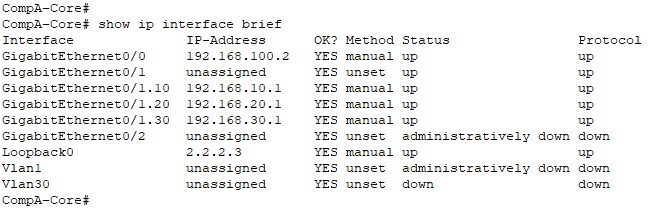 CompA-Core#
CompA-Core# show ip interface brief
Interface IP-Address OK? Method Status Protocol
GigabitEthernet0/0 192.168.100.2 YES manual up up
GigabitEthernet0/1 unassigned YES unset up up
GigabitEthernet0/1.10 192.168.10.1 YES manual up up
GigabitEthernet0/1.20 192.168.20.1 YES manual up up
GigabitEthernet0/1.30 192.168.30.1 YES manual up up
GigabitEthernet0/2 unassigned YES unset administratively down down
Loopback0 2.2.2.3 YES manual up up
Vlan1 unassigned YES unset administratively down down
Vlan30 unassigned YES unset down down
CompA-Core#